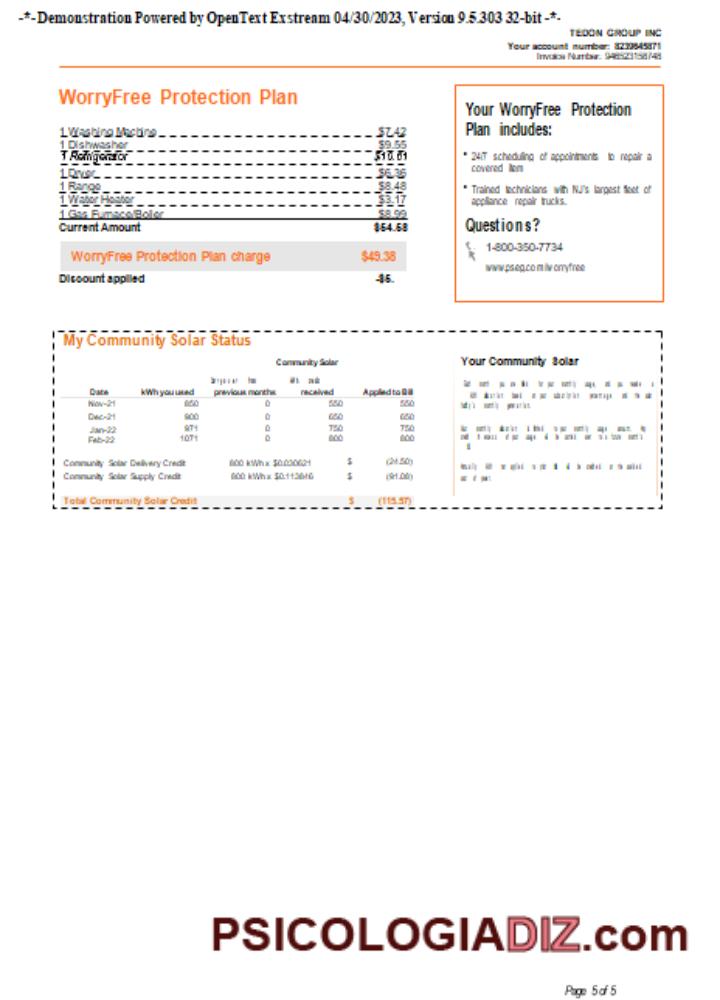 -*- Demonstration Powered by OpenText Exstream 04/30/2023, Version 9.5.303 32-bit -*-
TEDON GROUP INC
Your account number: 8239845871
Invoice Number. 946523158748
WorryFree Protection Plan
1 Washing Machine $7.42
1 Dishwasher $9.55
1 Refrigerator $10.61
1 Dryer $6.36
1 Range $8.48
1 Water Heater $3.17
1 Gas Furnace/Boiler $8.99
Current Amount $54.58
WorryFree Protection Plan charge $49.38
Discount applied -$5.
Your WorryFree Protection
Plan includes:
• 24/7 scheduling of appointments to repair a
covered item
• Trained technicians with NJ's largest fleet of
appliance repair trucks.
Questions?
1-800-350-7734
www.pseg.com/worryfree
My Community Solar Status
Community Solar
Date kWh you used previous months received Applied to Bill
Nov-21 850 0 550 550
Dec-21 900 0 650 650
Jan-22 971 0 750 750
Feb-22 1071 0 800 800
Community Solar Delivery Credit 800 kWh x $0.030621 $ (24.50)
Community Solar Supply Credit 800 kWh x $0.113846 $ (91.08)
Total Community Solar Credit $ (115.57)
Your Community Solar
PSICOLOGIADIZ.com
Page 5 of 5